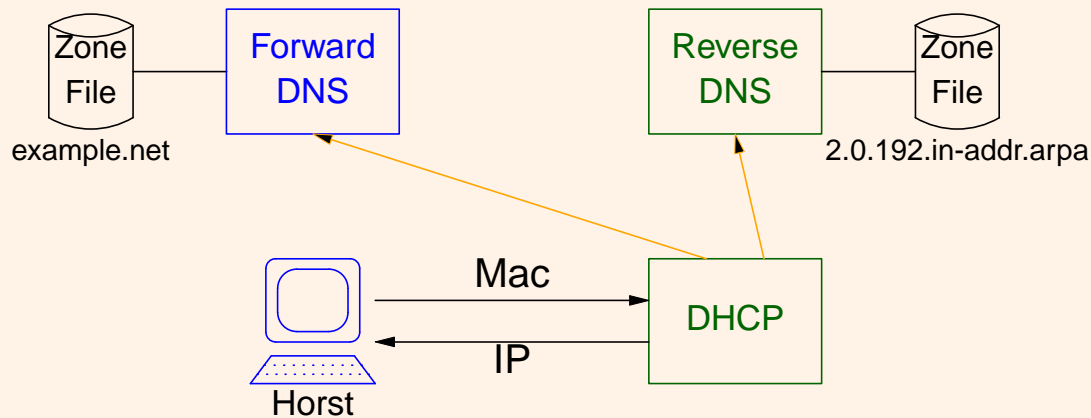 Zone
File
example.net
Forward
DNS
Reverse
DNS
Zone
File
2.0.192.in-addr.arpa
Mac
IP
DHCP
Horst